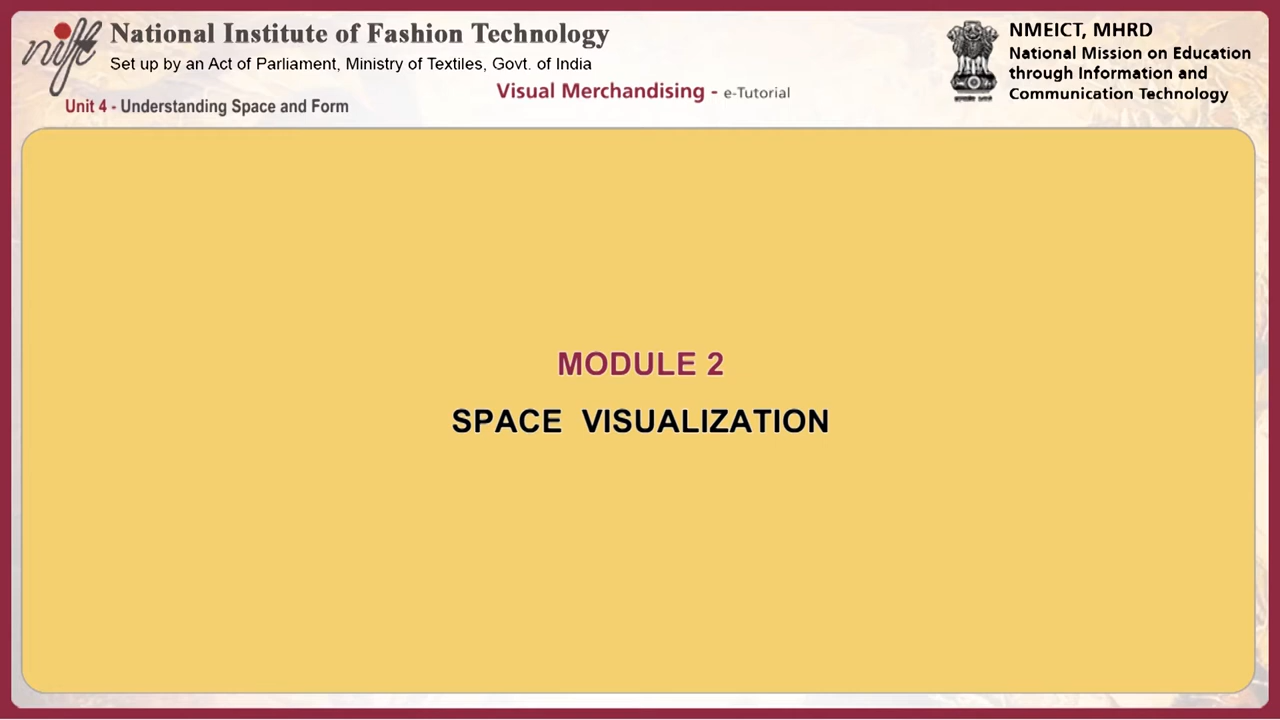 nift
National Institute of Fashion Technology
Set up by an Act of Parliament, Ministry of Textiles, Govt. of India
Unit 4 - Understanding Space and Form
Visual Merchandising - e-Tutorial
NMEICT, MHRD
National Mission on Education
through Information and
Communication Technology
MODULE 2
SPACE VISUALIZATION